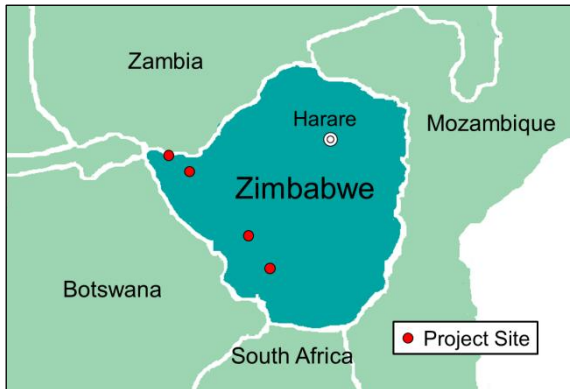 Zambia
Harare
Mozambique
Zimbabwe
Botswana
Project Site
South Africa